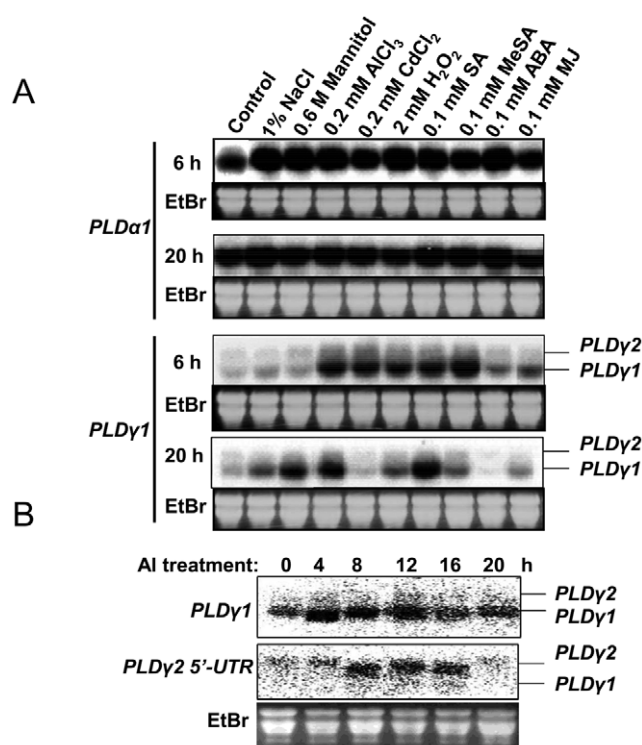 A
Control
1% NaCl
0.6 M Mannitol
0.2 mM AlCl3
0.2 mM CdCl2
2 mM H2O2
0.1 mM SA
0.1 mM MeSA
0.1 mM ABA
0.1 mM MJ
PLDα1
6 h
EtBr
20 h
EtBr
PLDγ1
6 h
PLDγ2
PLDγ1
EtBr
20 h
PLDγ2
PLDγ1
EtBr
B
Al treatment: 0 4 8 12 16 20 h
PLDγ1
PLDγ2
PLDγ1
PLDγ2 5'-UTR
PLDγ2
PLDγ1
EtBr